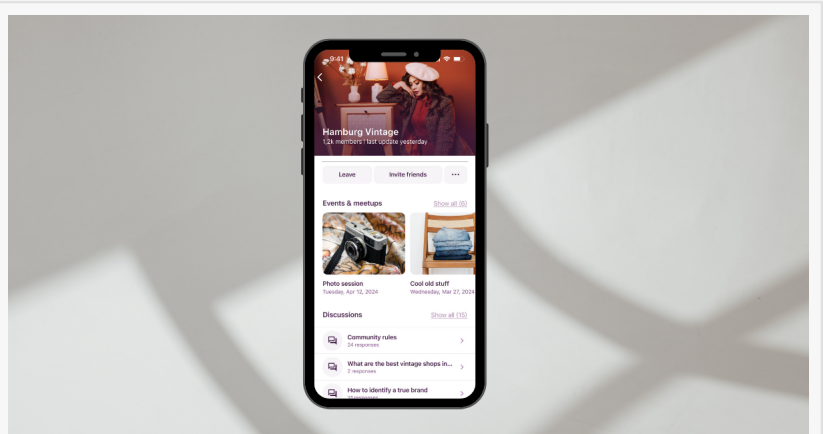 9:41
Hamburg Vintage
1,2k members | last update yesterday
Leave
Invite friends
Events & meetups
Show all (6)
Photo session
Tuesday, Apr 12, 2024
Cool old stuff
Wednesday, Mar 27, 2024
Discussions
Show all (15)
Community rules
24 responses
What are the best vintage shops in...
2 responses
How to identify a true brand
responses